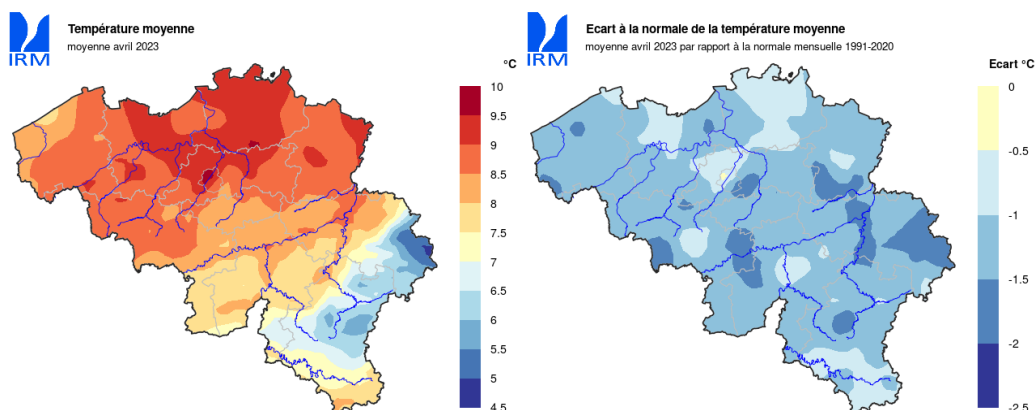 IRM
Température moyenne
moyenne avril 2023
°C
10
9.5
9
8.5
8
7.5
7
6.5
6
5.5
5
4.5
IRM
Ecart à la normale de la température moyenne
moyenne avril 2023 par rapport à la normale mensuelle 1991-2020
Ecart °C
0
-0.5
-1
-1.5
-2
-2.5